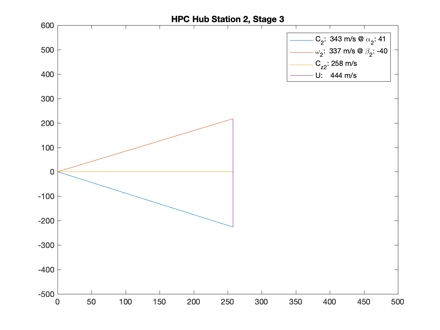 HPC Hub Station 2, Stage 3
C₂: 343 m/s @ α₂: 41
ω₂: 337 m/s @ β₂: -40
C_z2: 258 m/s
U: 444 m/s
600
500
400
300
200
100
0
-100
-200
-300
-400
-500
0 50 100 150 200 250 300 350 400 450 500